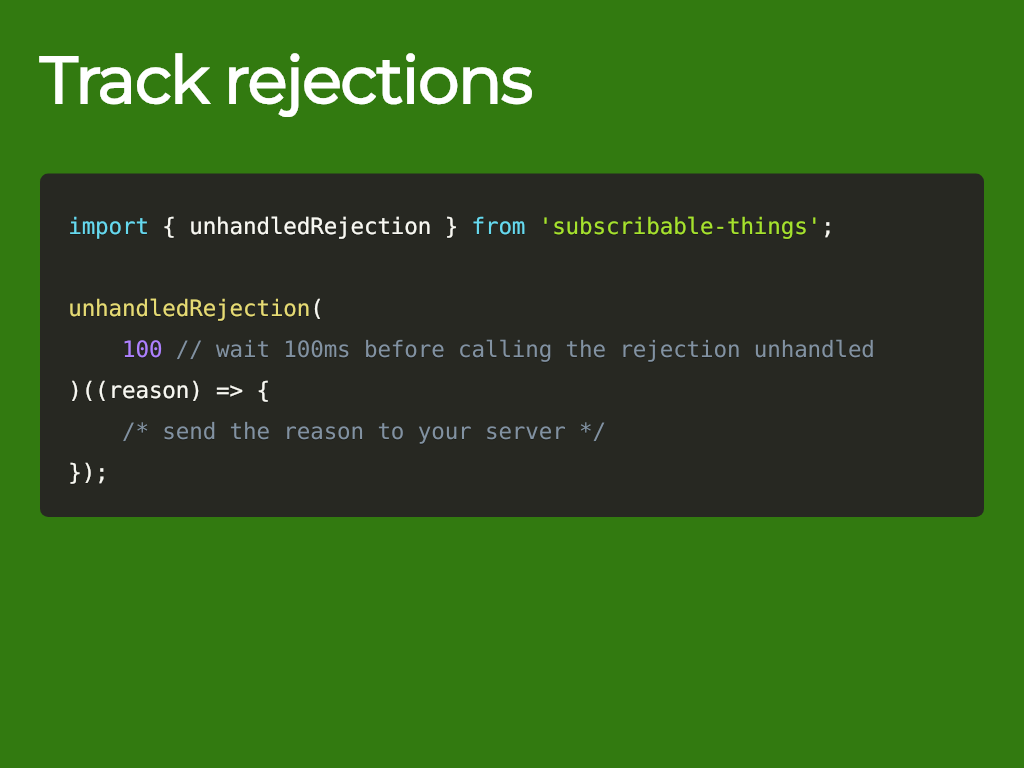 Track rejections
import { unhandledRejection } from 'subscribable-things';
unhandledRejection(
    100 // wait 100ms before calling the rejection unhandled
)((reason) => {
    /* send the reason to your server */
});